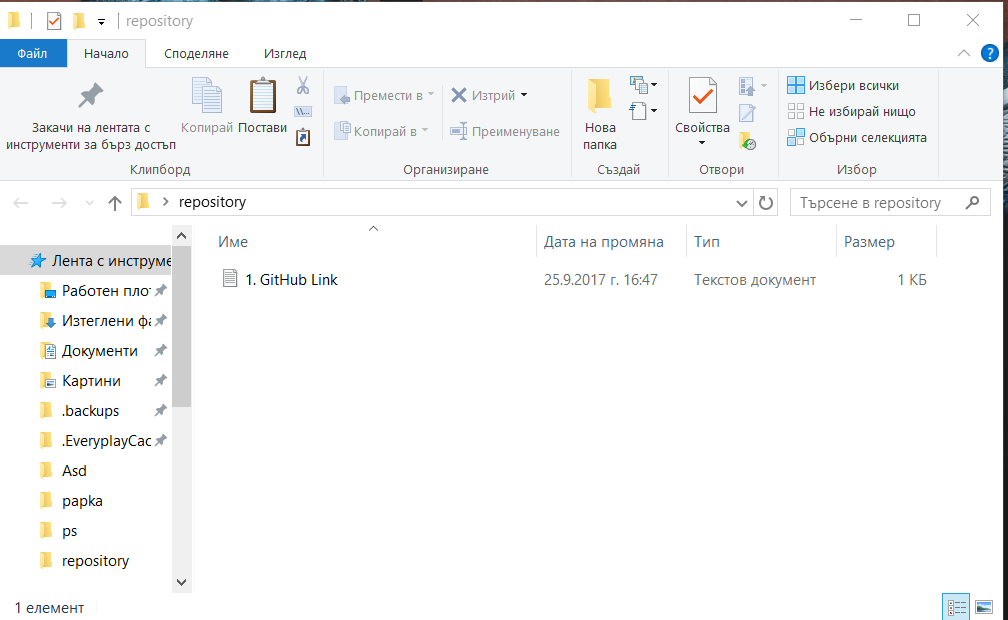 repository
Файл Начало Споделяне Изглед
Закачи на лентата с
инструменти за бърз достъп
Копирай
Постави
W...
Клипборд
Премести в
Копирай в
Изтрий
Преименуване
Организиране
Нова
папка
Създай
Свойства
Отвори
Избери всички
Не избирай нищо
Обърни селекцията
Избор
repository
Търсене в repository
Име Дата на промяна Тип Размер
1. GitHub Link 25.9.2017 г. 16:47 Текстов документ 1 КБ
Лента с инструме
Работен плот
Изтеглени фа
Документи
Картини
.backups
.EveryplayCac
Asd
papka
ps
repository
1 елемент